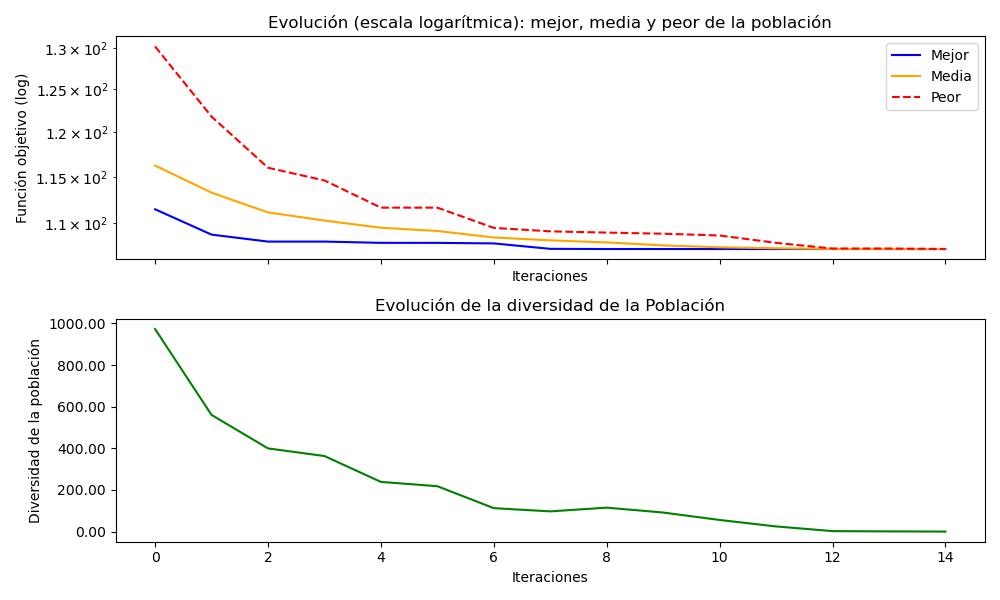 Evolución (escala logarítmica): mejor, media y peor de la población
Función objetivo (log)
1.3 × 10²
1.25 × 10²
1.2 × 10²
1.15 × 10²
1.1 × 10²
Mejor
Media
Peor
Iteraciones
Evolución de la diversidad de la Población
Diversidad de la población
1000.00
800.00
600.00
400.00
200.00
0.00
0 2 4 6 8 10 12 14
Iteraciones